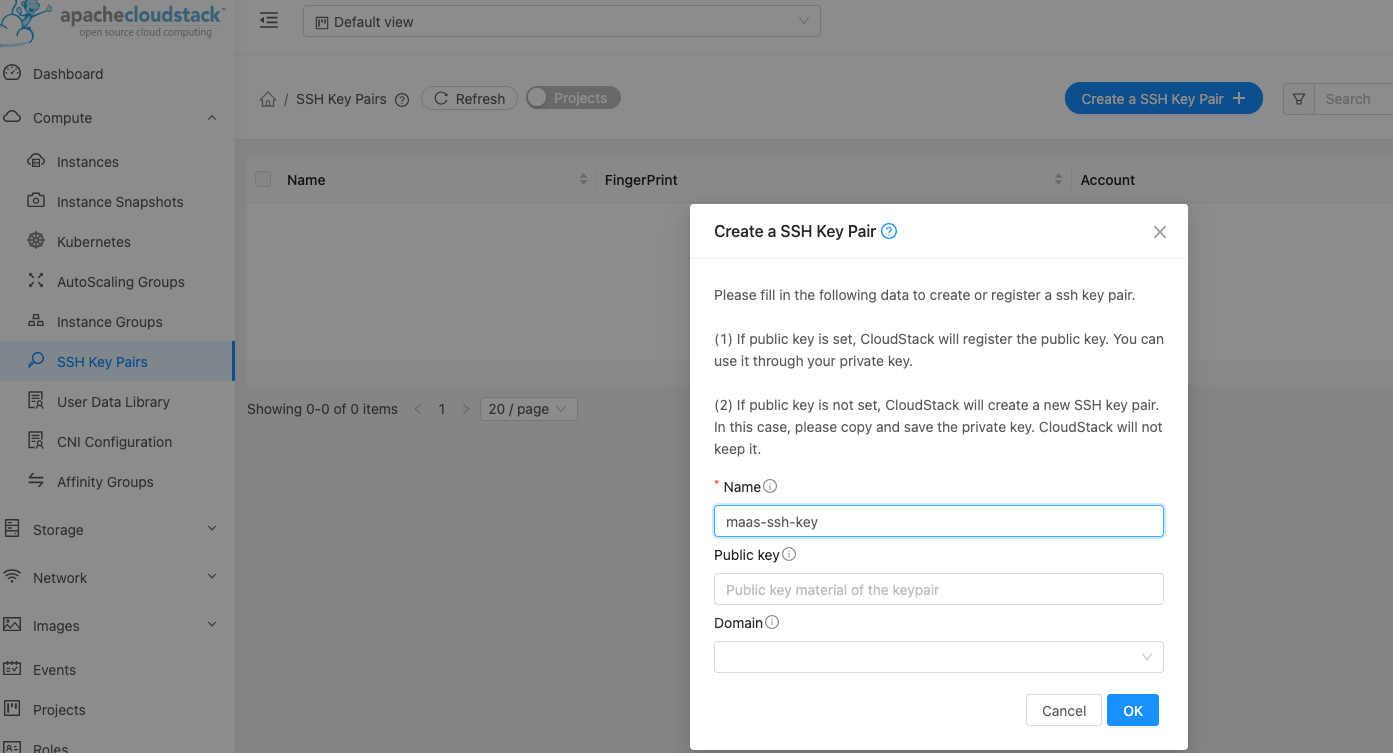 apachecloudstack™
open source cloud computing
Default view
Dashboard
Compute
Instances
Instance Snapshots
Kubernetes
AutoScaling Groups
Instance Groups
SSH Key Pairs
User Data Library
CNI Configuration
Affinity Groups
Storage
Network
Images
Events
Projects
Roles
/ SSH Key Pairs
Refresh
Projects
Create a SSH Key Pair +
Search
Name
FingerPrint
Account
Showing 0-0 of 0 items < 1 > 20 / page
Create a SSH Key Pair
Please fill in the following data to create or register a ssh key pair.
(1) If public key is set, CloudStack will register the public key. You can
use it through your private key.
(2) If public key is not set, CloudStack will create a new SSH key pair.
In this case, please copy and save the private key. CloudStack will not
keep it.
* Name
maas-ssh-key
Public key
Public key material of the keypair
Domain
Cancel
OK